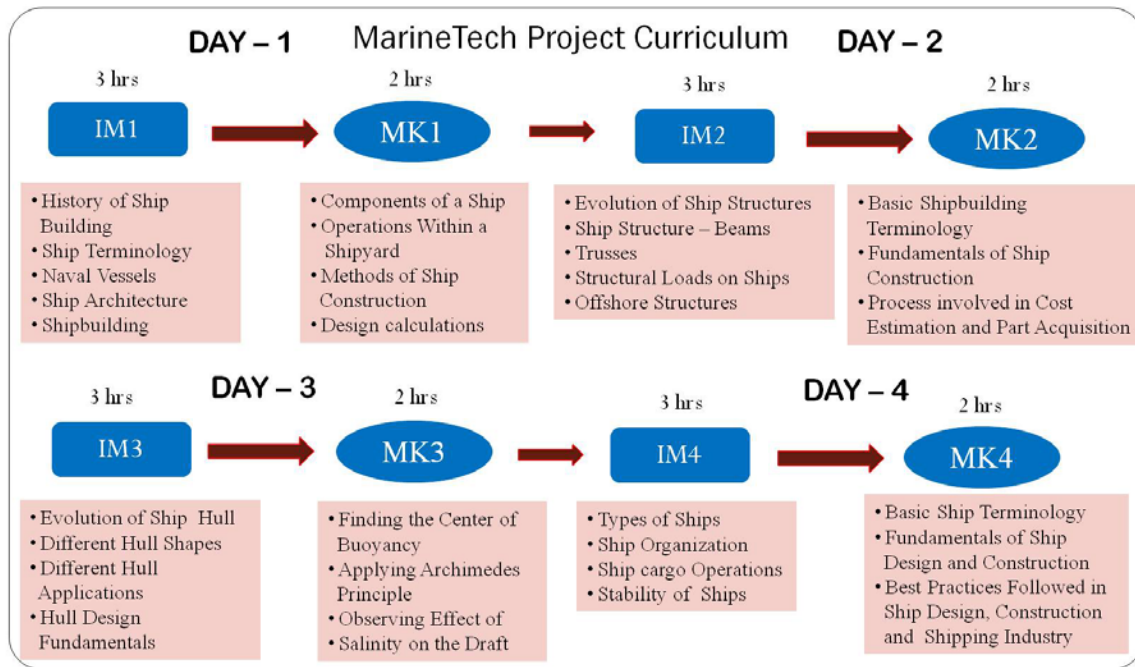 DAY – 1
MarineTech Project Curriculum
DAY – 2
3 hrs
2 hrs
3 hrs
2 hrs
IM1
MK1
IM2
MK2
• History of Ship
Building
• Ship Terminology
• Naval Vessels
• Ship Architecture
• Shipbuilding
• Components of a Ship
• Operations Within a
Shipyard
• Methods of Ship
Construction
• Design calculations
• Evolution of Ship Structures
• Ship Structure – Beams
• Trusses
• Structural Loads on Ships
• Offshore Structures
• Basic Shipbuilding
Terminology
• Fundamentals of Ship
Construction
• Process involved in Cost
Estimation and Part Acquisition
DAY – 3
DAY – 4
3 hrs
2 hrs
3 hrs
2 hrs
IM3
MK3
IM4
MK4
• Evolution of Ship Hull
• Different Hull Shapes
• Different Hull
Applications
• Hull Design
Fundamentals
• Finding the Center of
Buoyancy
• Applying Archimedes
Principle
• Observing Effect of
• Salinity on the Draft
• Types of Ships
• Ship Organization
• Ship cargo Operations
• Stability of Ships
• Basic Ship Terminology
• Fundamentals of Ship
Design and Construction
• Best Practices Followed in
Ship Design, Construction
and Shipping Industry